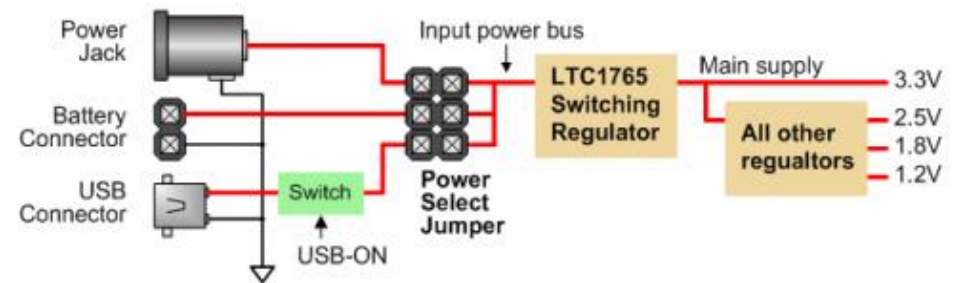 Power
Jack
Input power bus
LTC1765
Switching
Regulator
Main supply
3.3V
Battery
Connector
All other
regualtors
2.5V
1.8V
1.2V
USB
Connector
Switch
Power
Select
Jumper
USB-ON